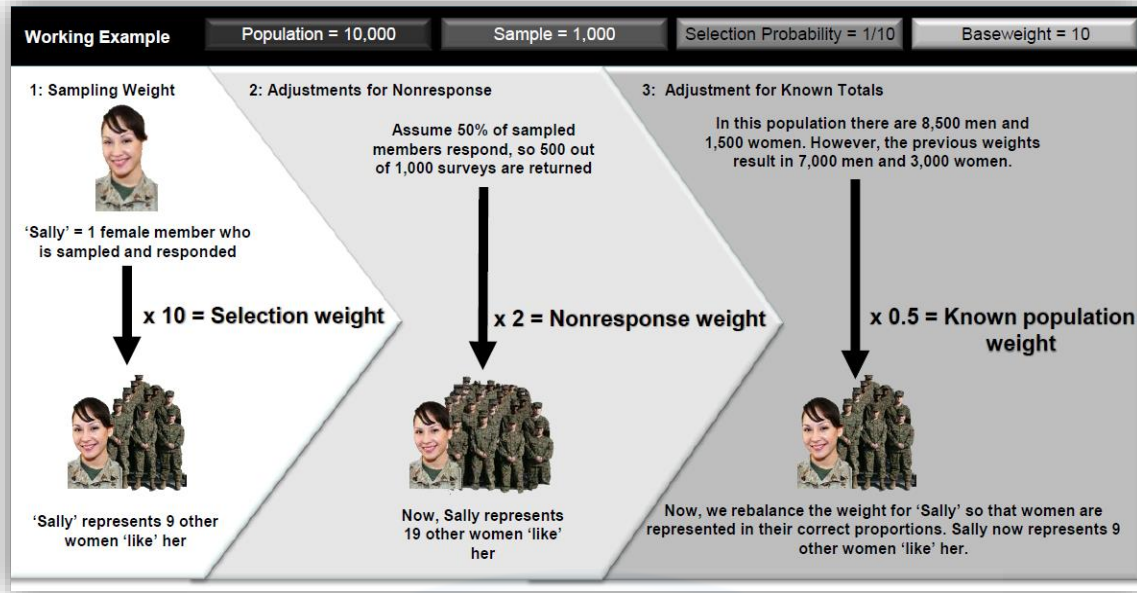 Working Example
Population = 10,000
Sample = 1,000
Selection Probability = 1/10
Baseweight = 10
1: Sampling Weight
‘Sally’ = 1 female member who
is sampled and responded
x 10 = Selection weight
‘Sally’ represents 9 other
women ‘like’ her
2: Adjustments for Nonresponse
Assume 50% of sampled
members respond, so 500 out
of 1,000 surveys are returned
x 2 = Nonresponse weight
Now, Sally represents
19 other women ‘like’
her
3: Adjustment for Known Totals
In this population there are 8,500 men and
1,500 women. However, the previous weights
result in 7,000 men and 3,000 women.
x 0.5 = Known population
weight
Now, we rebalance the weight for ‘Sally’ so that women are
represented in their correct proportions. Sally now represents 9
other women ‘like’ her.